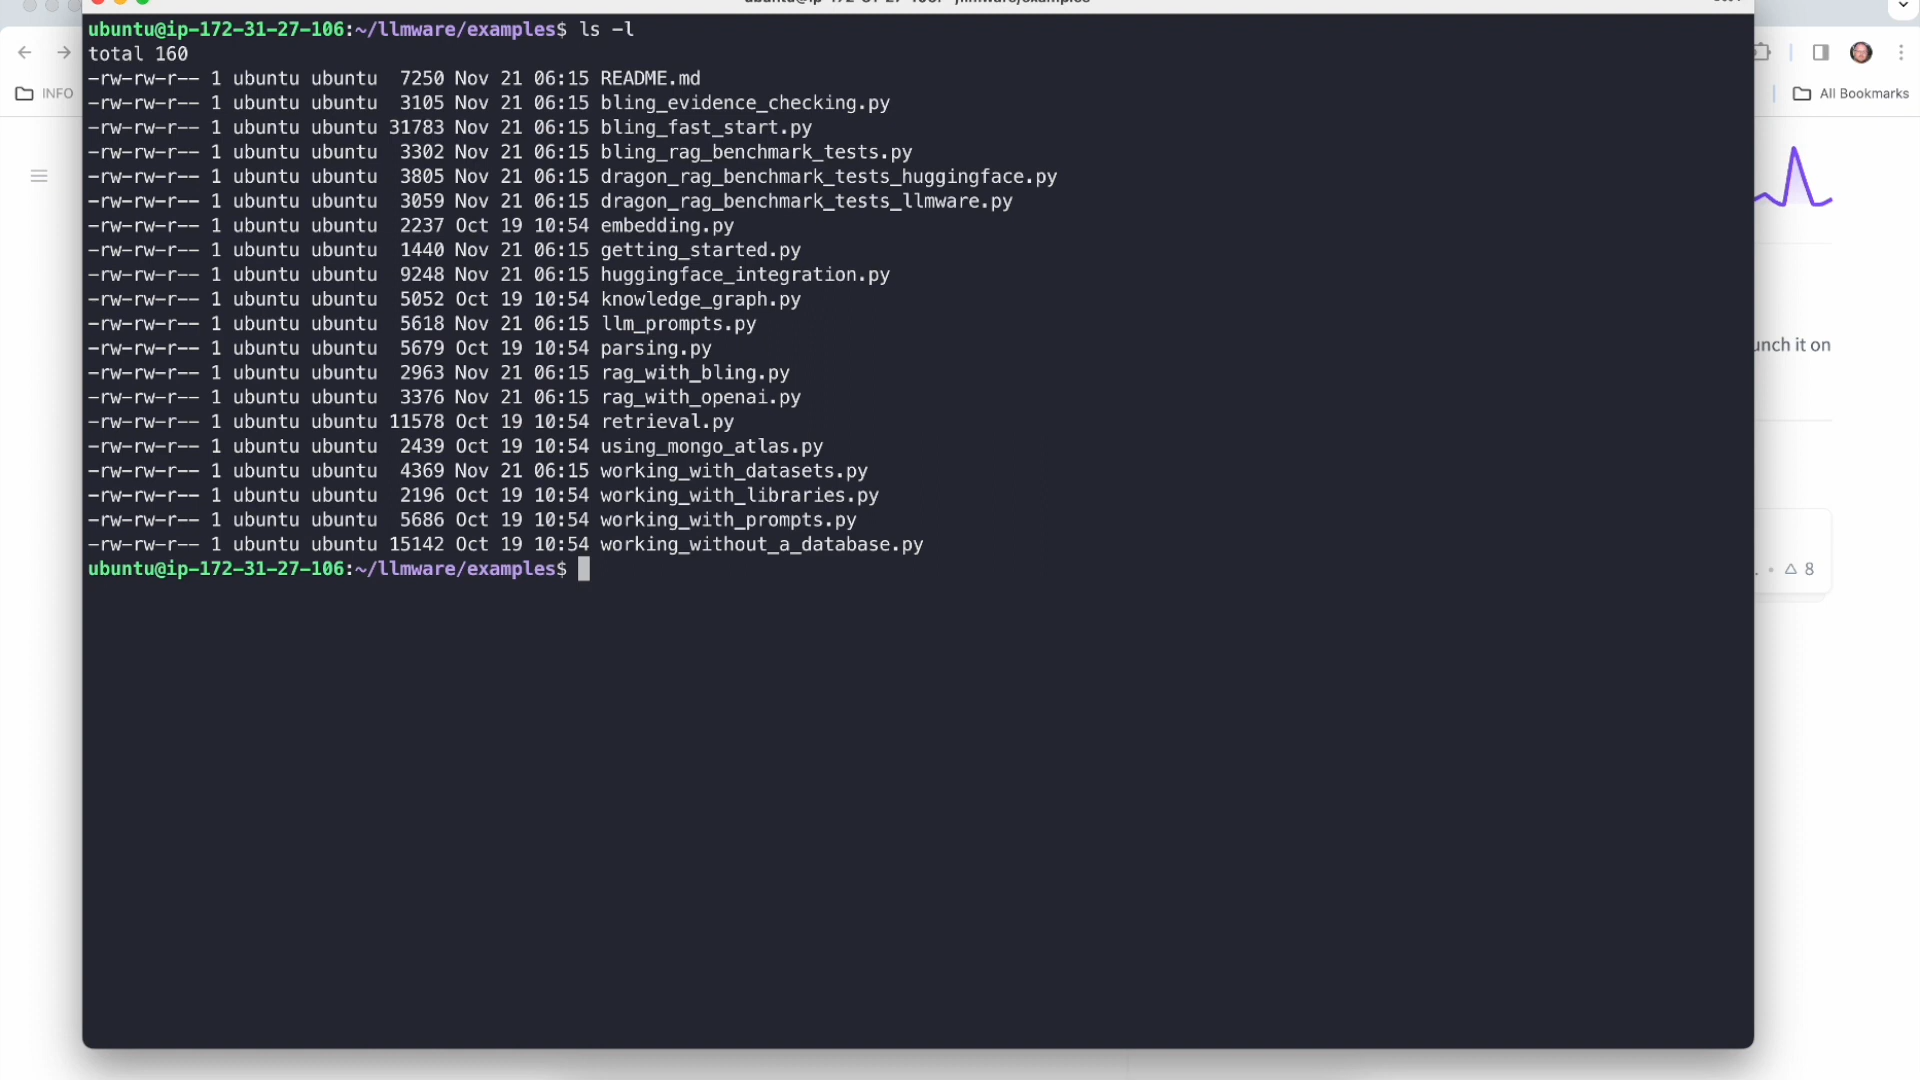 ubuntu@ip-172-31-27-106:~/llmware/examples$ ls -l
total 160
-rw-rw-r-- 1 ubuntu ubuntu  7250 Nov 21 06:15 README.md
-rw-rw-r-- 1 ubuntu ubuntu  3105 Nov 21 06:15 bling_evidence_checking.py
-rw-rw-r-- 1 ubuntu ubuntu 31783 Nov 21 06:15 bling_fast_start.py
-rw-rw-r-- 1 ubuntu ubuntu  3302 Nov 21 06:15 bling_rag_benchmark_tests.py
-rw-rw-r-- 1 ubuntu ubuntu  3805 Nov 21 06:15 dragon_rag_benchmark_tests_huggingface.py
-rw-rw-r-- 1 ubuntu ubuntu  3059 Nov 21 06:15 dragon_rag_benchmark_tests_llmware.py
-rw-rw-r-- 1 ubuntu ubuntu  2237 Oct 19 10:54 embedding.py
-rw-rw-r-- 1 ubuntu ubuntu  1440 Nov 21 06:15 getting_started.py
-rw-rw-r-- 1 ubuntu ubuntu  9248 Nov 21 06:15 huggingface_integration.py
-rw-rw-r-- 1 ubuntu ubuntu  5052 Oct 19 10:54 knowledge_graph.py
-rw-rw-r-- 1 ubuntu ubuntu  5618 Nov 21 06:15 llm_prompts.py
-rw-rw-r-- 1 ubuntu ubuntu  5679 Oct 19 10:54 parsing.py
-rw-rw-r-- 1 ubuntu ubuntu  2963 Nov 21 06:15 rag_with_bling.py
-rw-rw-r-- 1 ubuntu ubuntu  3376 Nov 21 06:15 rag_with_openai.py
-rw-rw-r-- 1 ubuntu ubuntu 11578 Oct 19 10:54 retrieval.py
-rw-rw-r-- 1 ubuntu ubuntu  2439 Oct 19 10:54 using_mongo_atlas.py
-rw-rw-r-- 1 ubuntu ubuntu  4369 Nov 21 06:15 working_with_datasets.py
-rw-rw-r-- 1 ubuntu ubuntu  2196 Oct 19 10:54 working_with_libraries.py
-rw-rw-r-- 1 ubuntu ubuntu  5686 Oct 19 10:54 working_with_prompts.py
-rw-rw-r-- 1 ubuntu ubuntu 15142 Oct 19 10:54 working_without_a_database.py
ubuntu@ip-172-31-27-106:~/llmware/examples$
INFO
All Bookmarks
it on
8